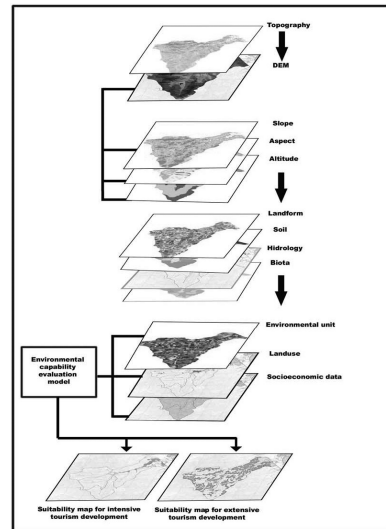 Topography
DEM
Slope
Aspect
Altitude
Landform
Soil
Hidrology
Biota
Environmental unit
Landuse
Socioeconomic data
Environmental
capability
evaluation
model
Suitability map for intensive
tourism development
Suitability map for extensive
tourism development